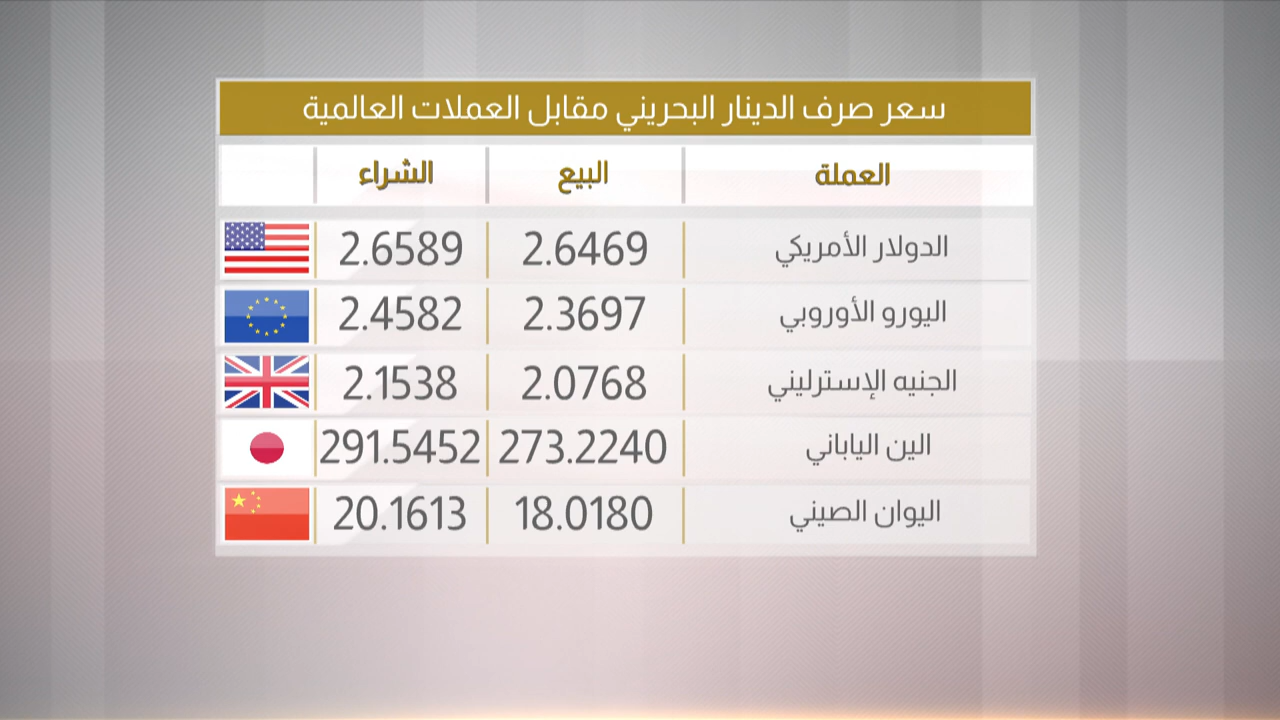 سعر صرف الدينار البحريني مقابل العملات العالمية
العملة البيع الشراء
الدولار الأمريكي 2.6469 2.6589
اليورو الأوروبي 2.3697 2.4582
الجنيه الإسترليني 2.0768 2.1538
الين الياباني 273.2240 291.5452
اليوان الصيني 18.0180 20.1613